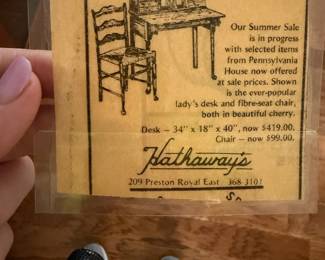 Our Summer Sale
is in progress
with selected items
from Pennsylvania
House now offered
at sale prices. Shown
is the ever-popular
lady's desk and fibre-seat chair,
both in beautiful cherry.
Desk — 34" x 18" x 40", now $419.00.
Chair — now $99.00.
Hathaway's
209 Preston Royal East 368-3107